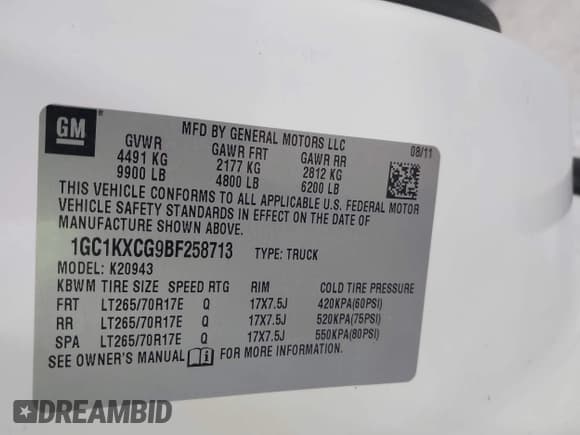 GM
®
MFD BY GENERAL MOTORS LLC
08/11
GVWR GAWR FRT GAWR RR
4491 KG 2177 KG 2812 KG
9900 LB 4800 LB 6200 LB
THIS VEHICLE CONFORMS TO ALL APPLICABLE U.S. FEDERAL MOTOR
VEHICLE SAFETY STANDARDS IN EFFECT ON THE DATE OF
MANUFACTURE SHOWN ABOVE.
1GC1KXCG9BF258713 TYPE: TRUCK
MODEL: K20943
KBWM TIRE SIZE SPEED RTG RIM COLD TIRE PRESSURE
FRT LT265/70R17E Q 17X7.5J 420KPA(60PSI)
RR LT265/70R17E Q 17X7.5J 520KPA(75PSI)
SPA LT265/70R17E Q 17X7.5J 550KPA(80PSI)
SEE OWNER'S MANUAL FOR MORE INFORMATION.
DREAMBID